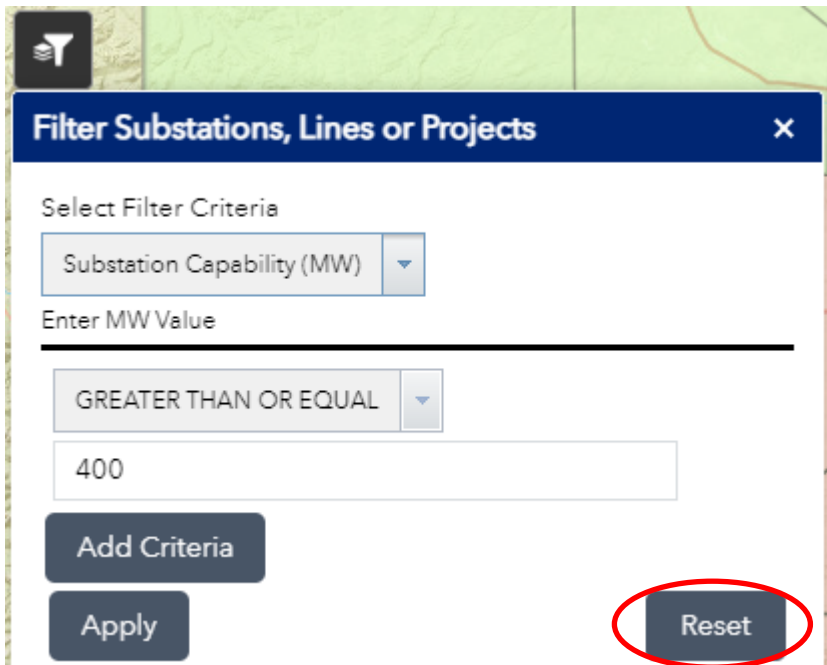 Filter Substations, Lines or Projects ×
Select Filter Criteria
Substation Capability (MW)
Enter MW Value
GREATER THAN OR EQUAL
400
Add Criteria
Apply Reset